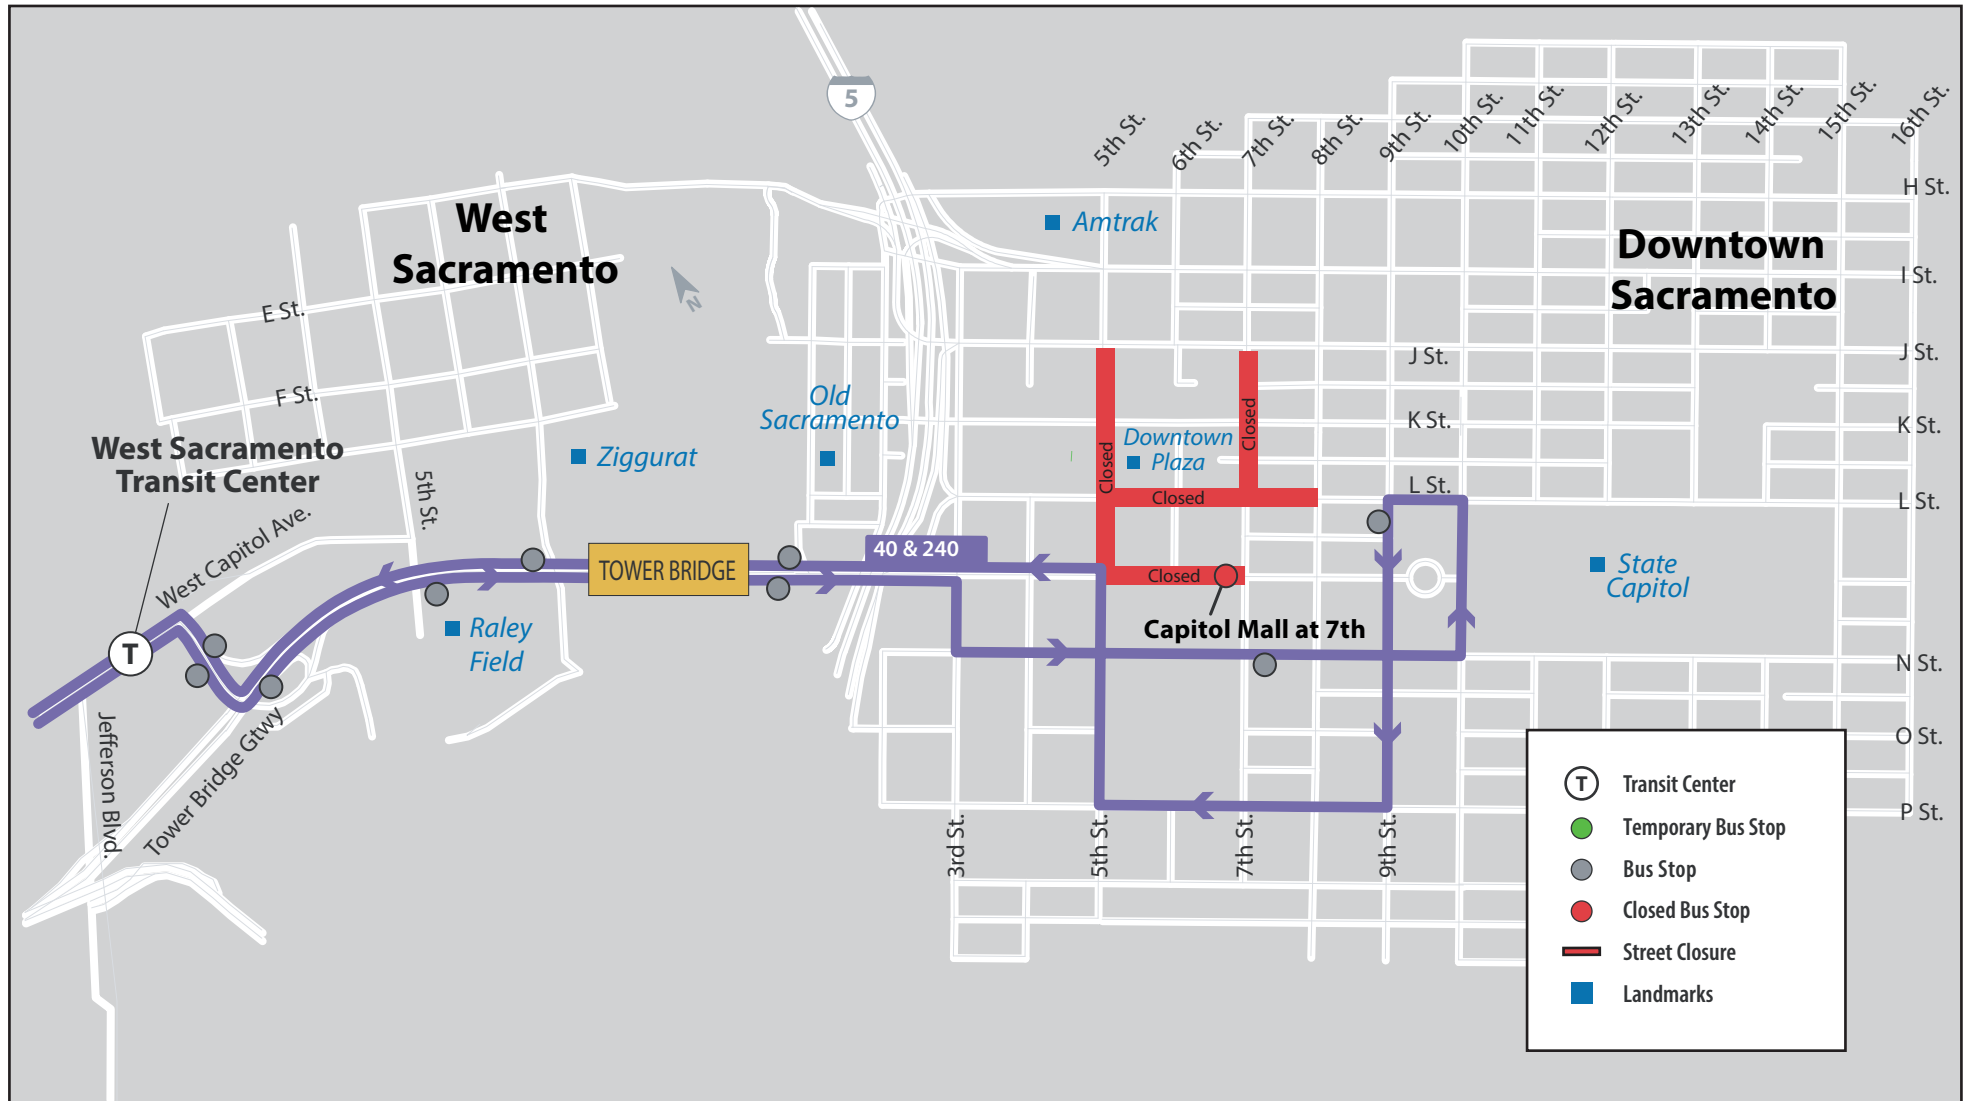 5
5th St.
6th St.
7th St.
8th St.
9th St.
10th St.
11th St.
12th St.
13th St.
14th St.
15th St.
16th St.
H St.
West
Sacramento
Amtrak
Downtown
Sacramento
I St.
N
E St.
J St.
J St.
F St.
Old
Sacramento
Closed
K St.
K St.
West Sacramento
Transit Center
Ziggurat
Downtown
Plaza
Closed
L St.
L St.
5th St.
Closed
West Capitol Ave.
40 & 240
TOWER BRIDGE
Closed
State
Capitol
Raley
Field
Capitol Mall at 7th
T
N St.
Jefferson Blvd.
Tower Bridge Gtwy
O St.
P St.
3rd St.
5th St.
7th St.
9th St.
T
Transit Center
Temporary Bus Stop
Bus Stop
Closed Bus Stop
Street Closure
Landmarks